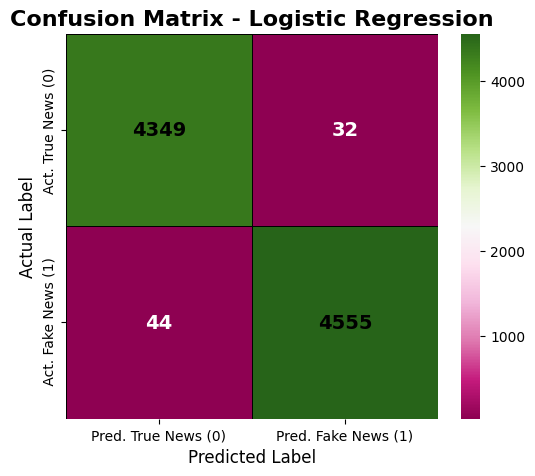 Confusion Matrix - Logistic Regression
Actual Label
Act. True News (0)
Act. Fake News (1)
4349
32
44
4555
4000
3000
2000
1000
Pred. True News (0)
Pred. Fake News (1)
Predicted Label